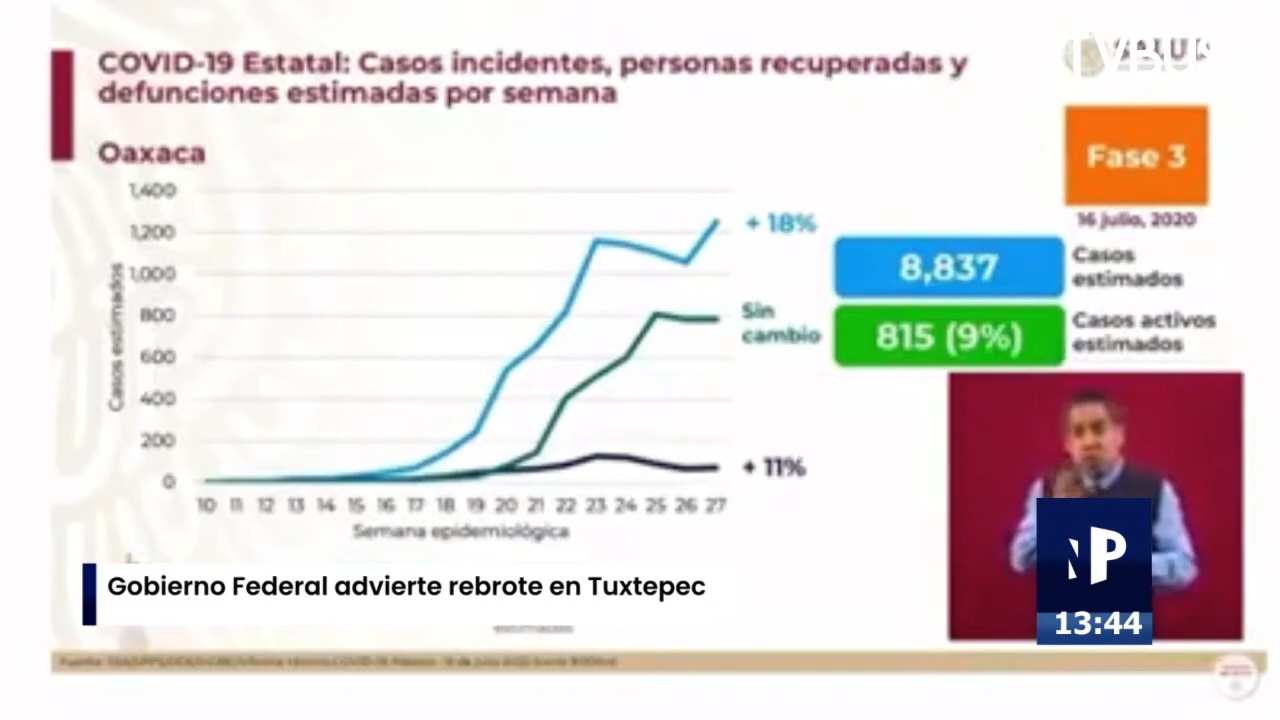 COVID-19 Estatal: Casos incidentes, personas recuperadas y
defunciones estimadas por semana
TVBUS
Oaxaca
Fase 3
16 julio, 2020
1,400
1,200
1,000
800
600
400
200
0
Casos estimados
10 11 12 13 14 15 16 17 18 19 20 21 22 23 24 25 26 27
Semana epidemiológica
+ 18%
Sin
cambio
+ 11%
8,837
Casos
estimados
815 (9%)
Casos activos
estimados
Gobierno Federal advierte rebrote en Tuxtepec
estimados
NP
13:44